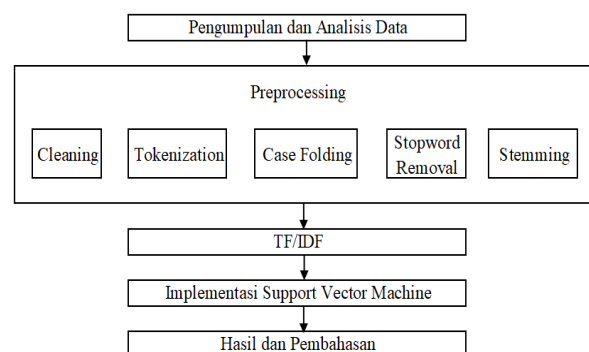 Pengumpulan dan Analisis Data
Preprocessing
Cleaning
Tokenization
Case Folding
Stopword
Removal
Stemming
TF/IDF
Implementasi Support Vector Machine
Hasil dan Pembahasan